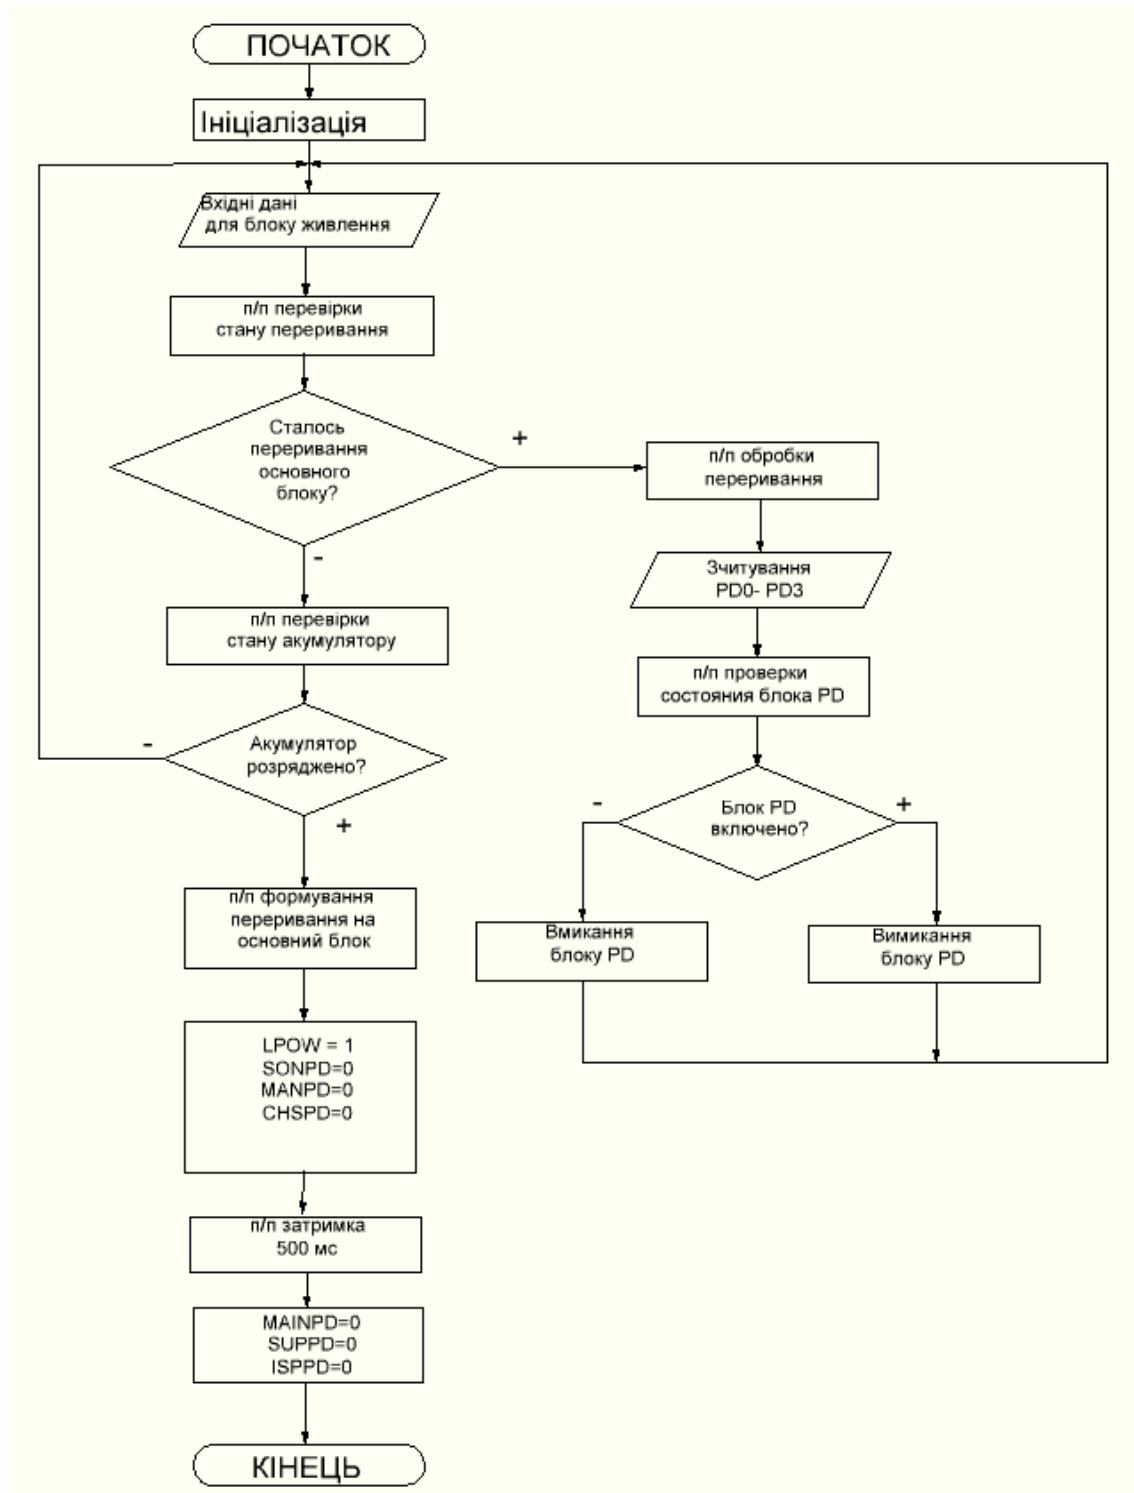 ПОЧАТОК
Ініціалізація
Вхідні дані
для блоку живлення
п/п перевірки
стану переривання
Сталось
переривання
основного
блоку?
+
-
п/п обробки
переривання
Зчитування
PD0- PD3
п/п проверки
состояния блока PD
Блок PD
включено?
-
+
Вмикання
блоку PD
Вимикання
блоку PD
п/п перевірки
стану акумулятору
Акумулятор
розряджено?
-
+
п/п формування
переривання на
основний блок
LPOW = 1
SONPD=0
MANPD=0
CHSPD=0
п/п затримка
500 мс
MAINPD=0
SUPPD=0
ISPPD=0
КІНЕЦЬ